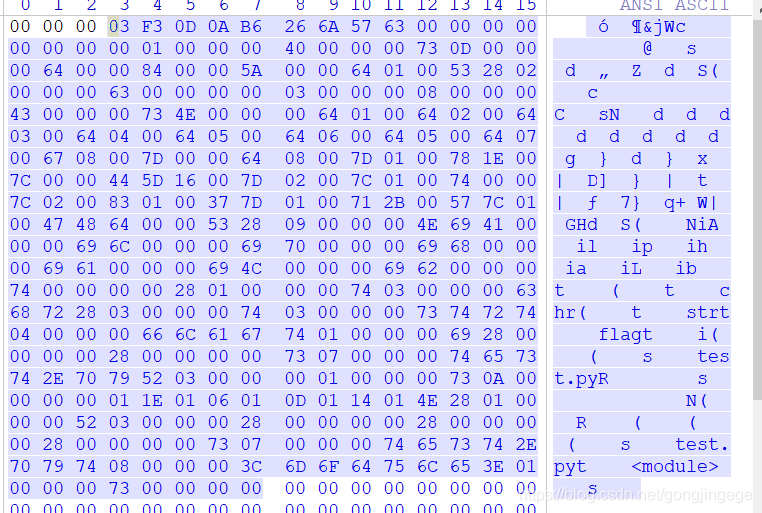 0 1 2 3 4 5 6 7 8 9 10 11 12 13 14 15 ANSI ASCII
00 00 00 03 F3 0D 0A B6 26 6A 57 63 00 00 00 00 ó ¶&jWc
00 00 00 00 01 00 00 00 40 00 00 00 73 0D 00 00 @ s
00 64 00 00 84 00 00 5A 00 00 64 01 00 53 28 02 d „ Z d S(
00 00 00 63 00 00 00 00 03 00 00 00 08 00 00 00 c
43 00 00 00 73 4E 00 00 00 64 01 00 64 02 00 64 C sN d d d
03 00 64 04 00 64 05 00 64 06 00 64 05 00 64 07 d d d d d
00 67 08 00 7D 00 00 64 08 00 7D 01 00 78 1E 00 g } d } x
7C 00 00 44 5D 16 00 7D 02 00 7C 01 00 74 00 00 | D] } | t
7C 02 00 83 01 00 37 7D 01 00 71 2B 00 57 7C 01 | ƒ 7} q+ W|
00 47 48 64 00 00 53 28 09 00 00 00 4E 69 41 00 GHd S( NiA
00 00 69 6C 00 00 00 69 70 00 00 00 69 68 00 00 il ip ih
00 69 61 00 00 00 69 4C 00 00 00 69 62 00 00 00 ia iL ib
74 00 00 00 00 28 01 00 00 00 74 03 00 00 00 63 t ( t c
68 72 28 03 00 00 00 74 03 00 00 00 73 74 72 74 hr( t strt
04 00 00 00 66 6C 61 67 74 01 00 00 00 69 28 00 flagt i(
00 00 00 28 00 00 00 00 73 07 00 00 00 74 65 73 ( s tes
74 2E 70 79 52 03 00 00 00 01 00 00 00 73 0A 00 t.pyR s
00 00 00 01 1E 01 06 01 0D 01 14 01 4E 28 01 00 N(
00 00 52 03 00 00 00 28 00 00 00 00 28 00 00 00 R ( (
00 28 00 00 00 00 73 07 00 00 00 74 65 73 74 2E ( s test.
70 79 74 08 00 00 00 3C 6D 6F 64 75 6C 65 3E 01 pyt <module>
00 00 00 73 00 00 00 00 00 00 00 00 00 00 00 00 s
00 00 00 00 00 00 00 00 00 00 00 00 00 00 00 00
https://blog.csdn.net/gongjingege